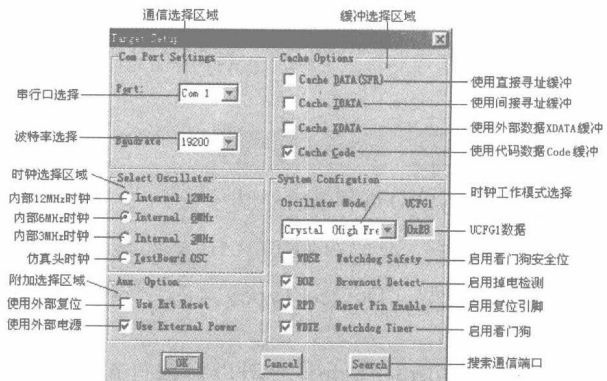 通信选择区域
缓冲选择区域
Target Setup
Com Port Settings
Port:
Com 1
Baudrate
19200
串行口选择
波特率选择
Cache Options
Cache DATA(SFR)
Cache IDATA
Cache XDATA
Cache Code
使用直接寻址缓冲
使用间接寻址缓冲
使用外部数据XDATA缓冲
使用代码数据Code缓冲
时钟选择区域
Select Oscillator
内部12MHz时钟
Internal 12MHz
内部6MHz时钟
Internal 6MHz
内部3MHz时钟
Internal 3MHz
仿真头时钟
TestBoard OSC
System Configution
Oscillator Mode
UCFG1
Crystal (High Fre
0xE8
时钟工作模式选择
UCFG1数据
WDSE Watchdog Safety
启用看门狗安全位
BOE Brownout Detect
启用掉电检测
RPD Reset Pin Enable
启用复位引脚
WDTE Watchdog Timer
启用看门狗
附加选择区域
Aux. Option
使用外部复位
Use Ext Reset
使用外部电源
Use External Power
OK
Cancel
Search
搜索通信端口